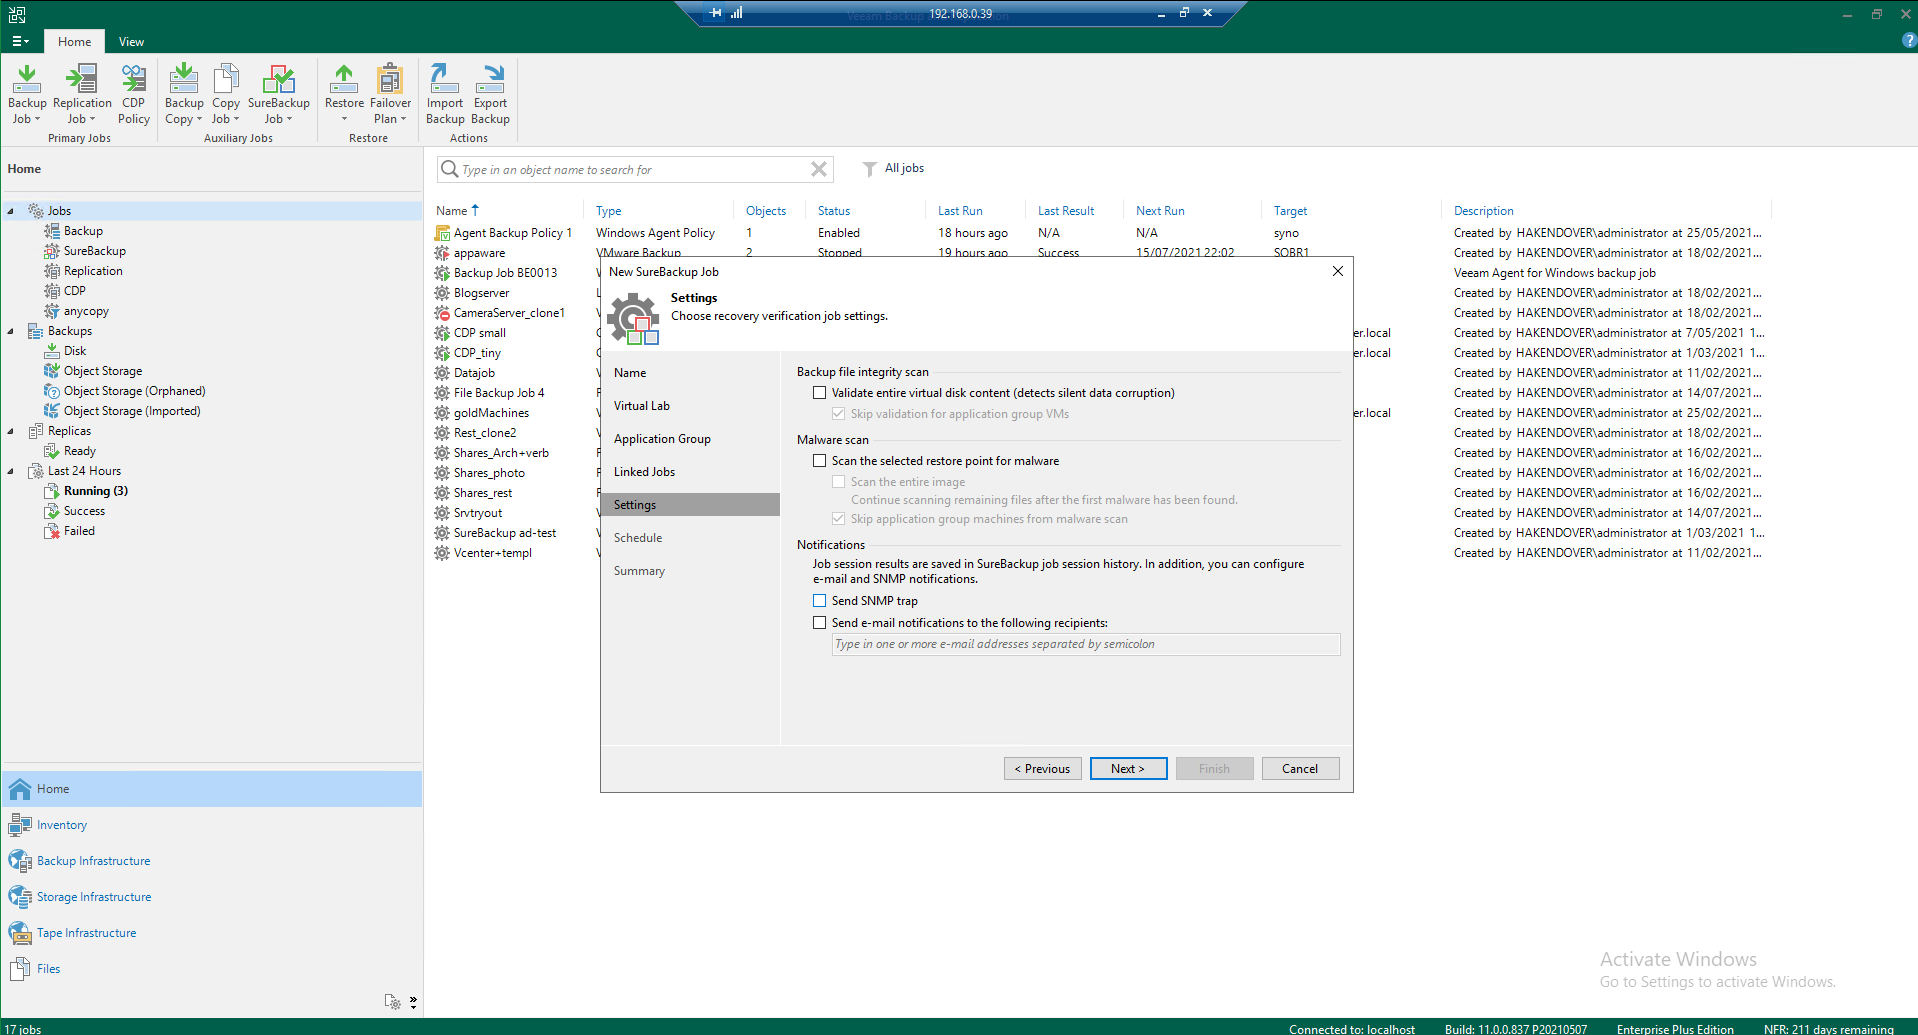 192.168.0.39
Home
View
Backup Job
Replication Job
CDP Policy
Primary Jobs
Backup Copy
Copy Job
SureBackup Job
Auxiliary Jobs
Restore
Failover Plan
Restore
Import Backup
Export Backup
Actions
Home
Jobs
Backup
SureBackup
Replication
CDP
anycopy
Backups
Disk
Object Storage
Object Storage (Orphaned)
Object Storage (Imported)
Replicas
Ready
Last 24 Hours
Running (3)
Success
Failed
Home
Inventory
Backup Infrastructure
Storage Infrastructure
Tape Infrastructure
Files
Type in an object name to search for
All jobs
Name Type Objects Status Last Run Last Result Next Run Target Description
Agent Backup Policy 1 Windows Agent Policy 1 Enabled 18 hours ago N/A N/A syno Created by HAKENDOVER\administrator at 25/05/2021...
appaware VMware Backup 2 Stopped 19 hours ago Success 15/07/2021 22:02 SOBR1 Created by HAKENDOVER\administrator at 18/02/2021...
Backup Job BE0013 Veeam Agent for Windows backup job
Blogserver Created by HAKENDOVER\administrator at 18/02/2021...
CameraServer_clone1 Created by HAKENDOVER\administrator at 18/02/2021...
CDP small er.local Created by HAKENDOVER\administrator at 7/05/2021 1...
CDP_tiny er.local Created by HAKENDOVER\administrator at 1/03/2021 1...
Datajob Created by HAKENDOVER\administrator at 11/02/2021...
File Backup Job 4 Created by HAKENDOVER\administrator at 14/07/2021...
goldMachines er.local Created by HAKENDOVER\administrator at 25/02/2021...
Rest_clone2 Created by HAKENDOVER\administrator at 18/02/2021...
Shares_Arch+verb Created by HAKENDOVER\administrator at 16/02/2021...
Shares_photo Created by HAKENDOVER\administrator at 16/02/2021...
Shares_rest Created by HAKENDOVER\administrator at 16/02/2021...
Srvtryout Created by HAKENDOVER\administrator at 14/07/2021...
SureBackup ad-test Created by HAKENDOVER\administrator at 1/03/2021 1...
Vcenter+templ Created by HAKENDOVER\administrator at 11/02/2021...
New SureBackup Job
Settings
Choose recovery verification job settings.
Name
Virtual Lab
Application Group
Linked Jobs
Settings
Schedule
Summary
Backup file integrity scan
Validate entire virtual disk content (detects silent data corruption)
Skip validation for application group VMs
Malware scan
Scan the selected restore point for malware
Scan the entire image
Continue scanning remaining files after the first malware has been found.
Skip application group machines from malware scan
Notifications
Job session results are saved in SureBackup job session history. In addition, you can configure
e-mail and SNMP notifications.
Send SNMP trap
Send e-mail notifications to the following recipients:
Type in one or more e-mail addresses separated by semicolon
< Previous
Next >
Finish
Cancel
Activate Windows
Go to Settings to activate Windows.
17 jobs
Connected to: localhost
Build: 11.0.0.837 P20210507
Enterprise Plus Edition
NFR: 211 days remaining